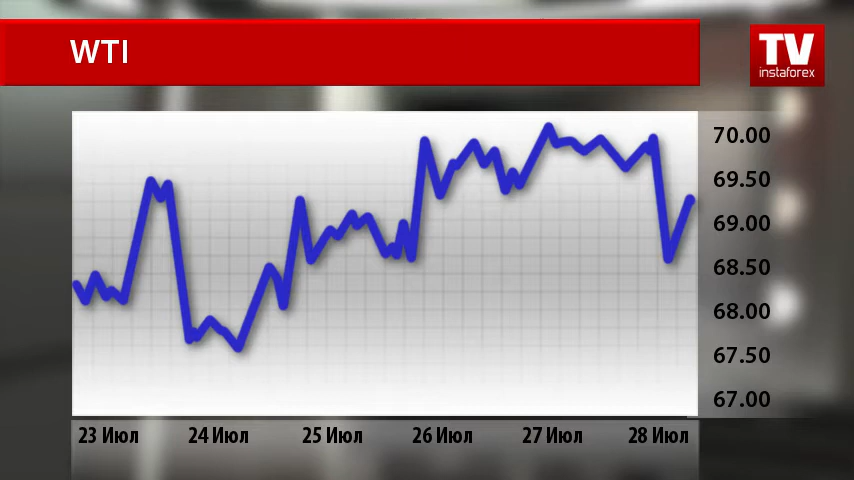 WTI
TV
instaforex
70.00
69.50
69.00
68.50
68.00
67.50
67.00
23 Июл 24 Июл 25 Июл 26 Июл 27 Июл 28 Июл